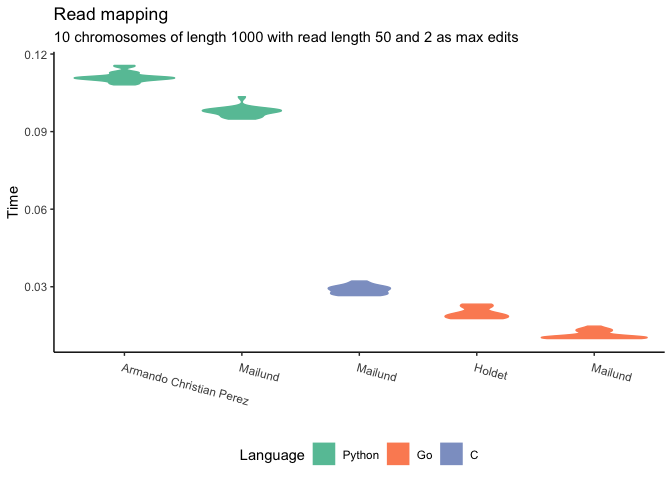 Read mapping
10 chromosomes of length 1000 with read length 50 and 2 as max edits
0.12
0.09
0.06
0.03
Time
Armando Christian Perez
Mailund
Mailund
Holdet
Mailund
Language Python Go C